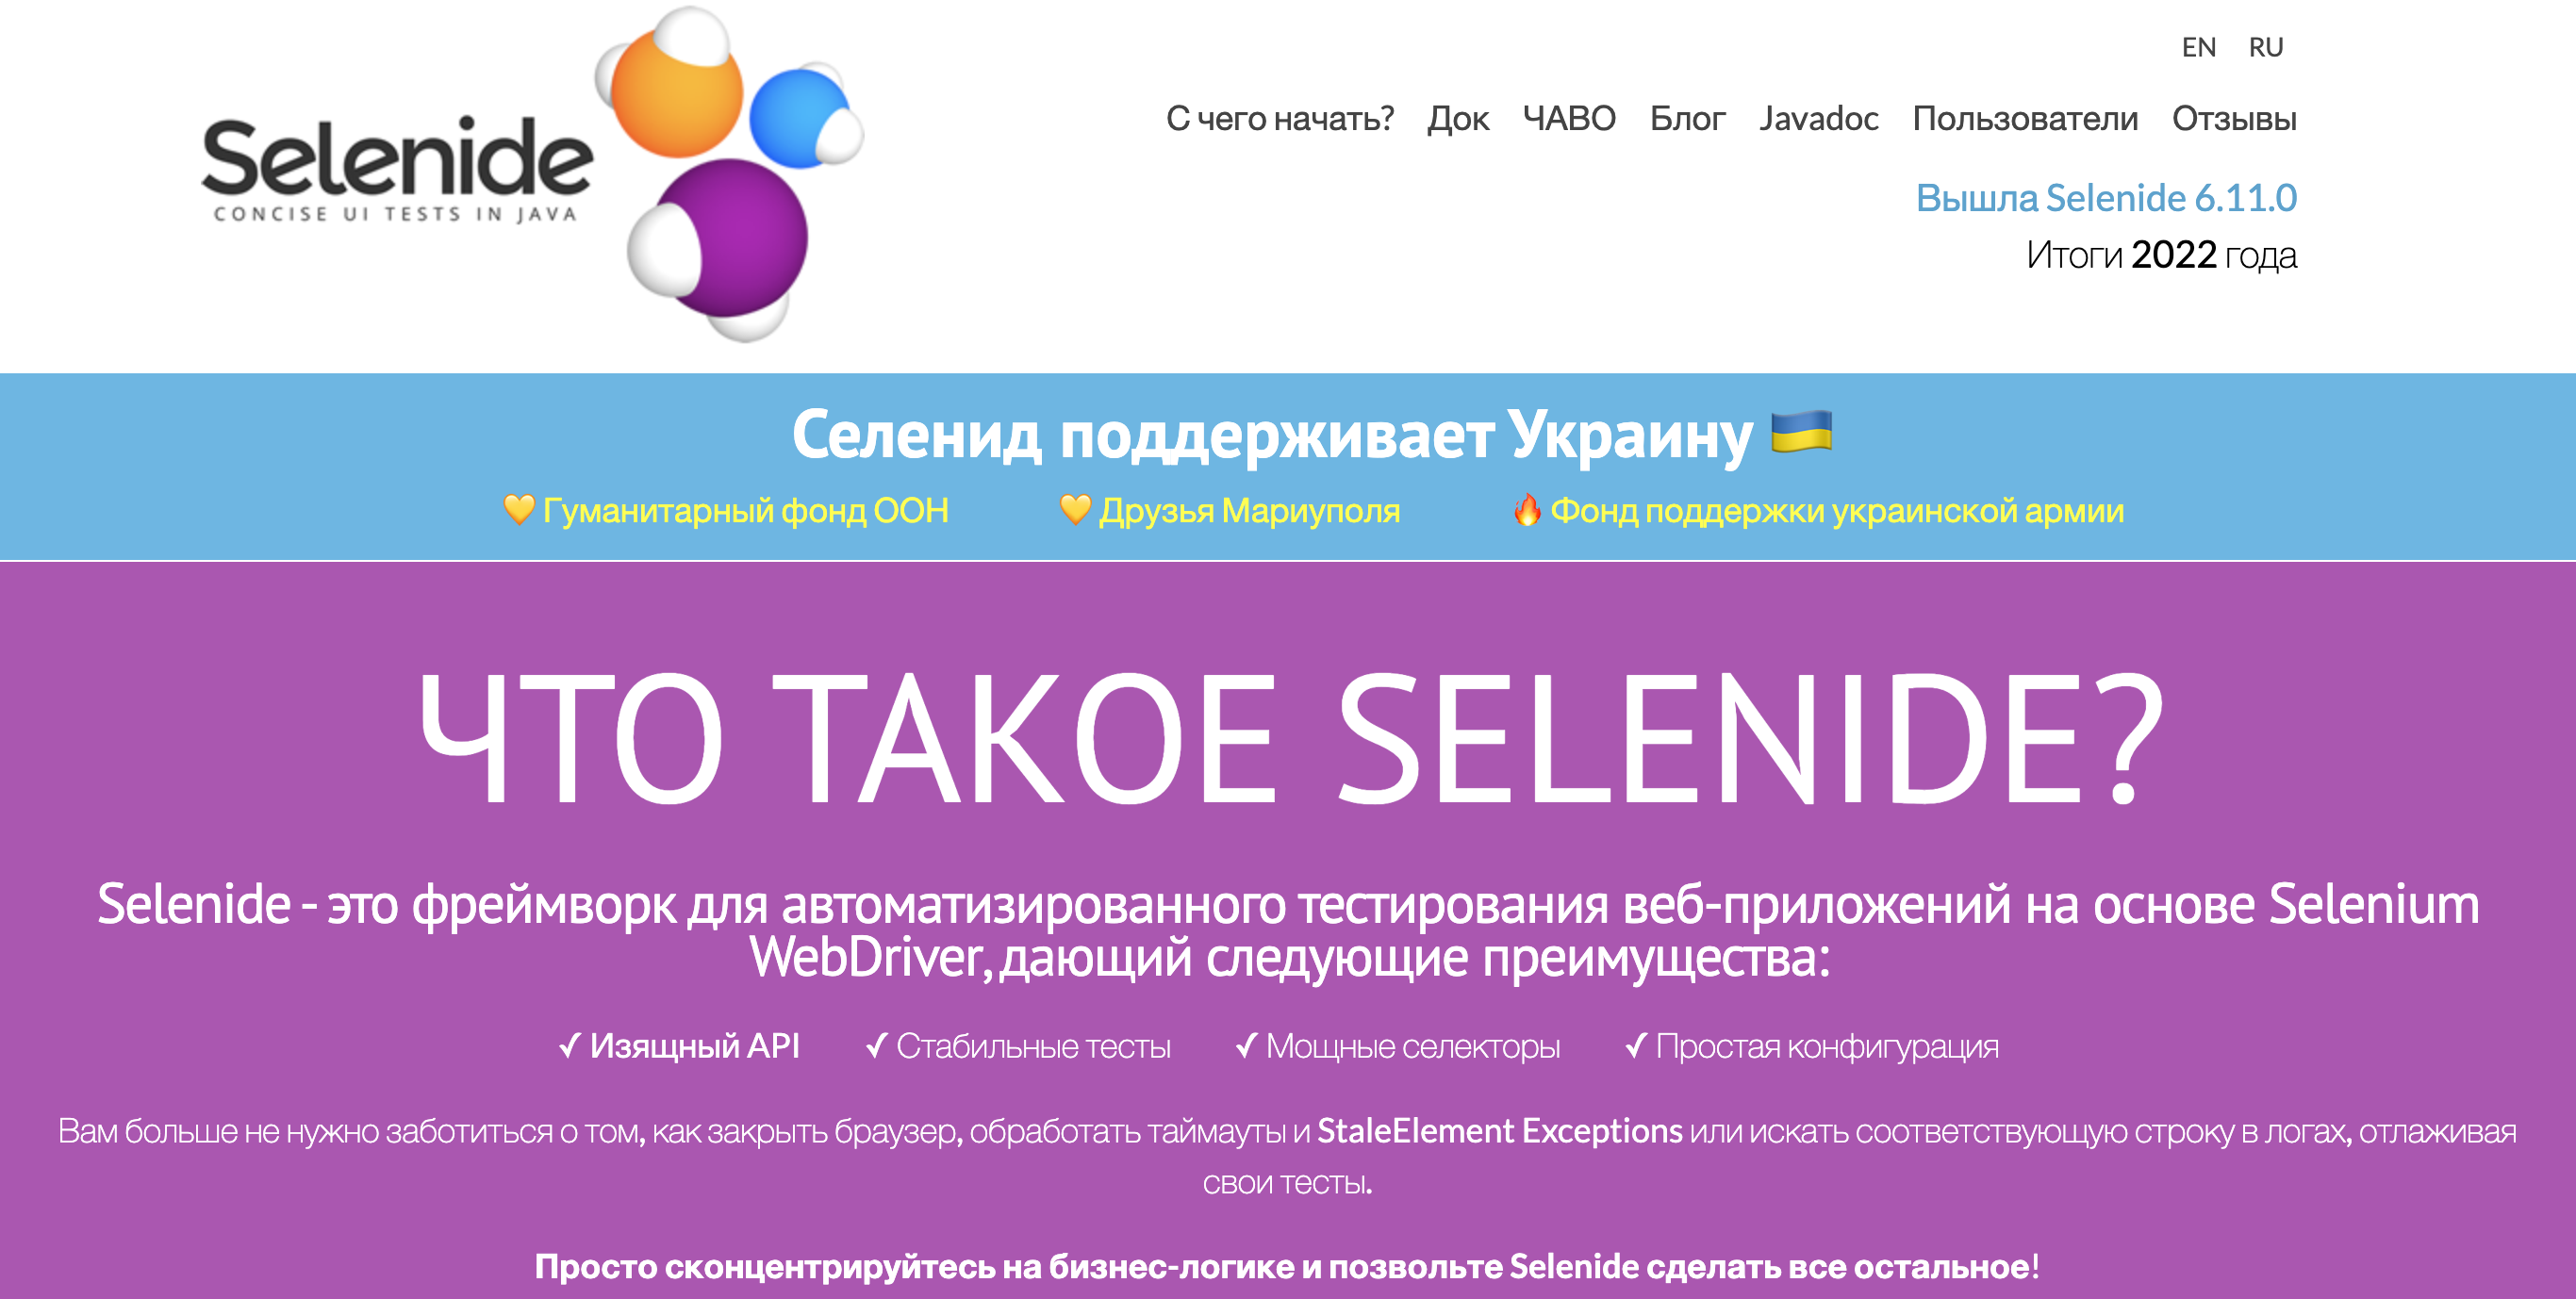 Selenide
CONCISE UI TESTS IN JAVA
EN RU
С чего начать? Док ЧАВО Блог Javadoc Пользователи Отзывы
Вышла Selenide 6.11.0
Итоги 2022 года
Селенид поддерживает Украину 🇺🇦
💛 Гуманитарный фонд ООН 💛 Друзья Мариуполя 🔥 Фонд поддержки украинской армии
ЧТО ТАКОЕ SELENIDE?
Selenide - это фреймворк для автоматизированного тестирования веб-приложений на основе Selenium
WebDriver, дающий следующие преимущества:
✓ Изящный API ✓ Стабильные тесты ✓ Мощные селекторы ✓ Простая конфигурация
Вам больше не нужно заботиться о том, как закрыть браузер, обработать таймауты и StaleElement Exceptions или искать соответствующую строку в логах, отлаживая
свои тесты.
Просто сконцентрируйтесь на бизнес-логике и позвольте Selenide сделать все остальное!